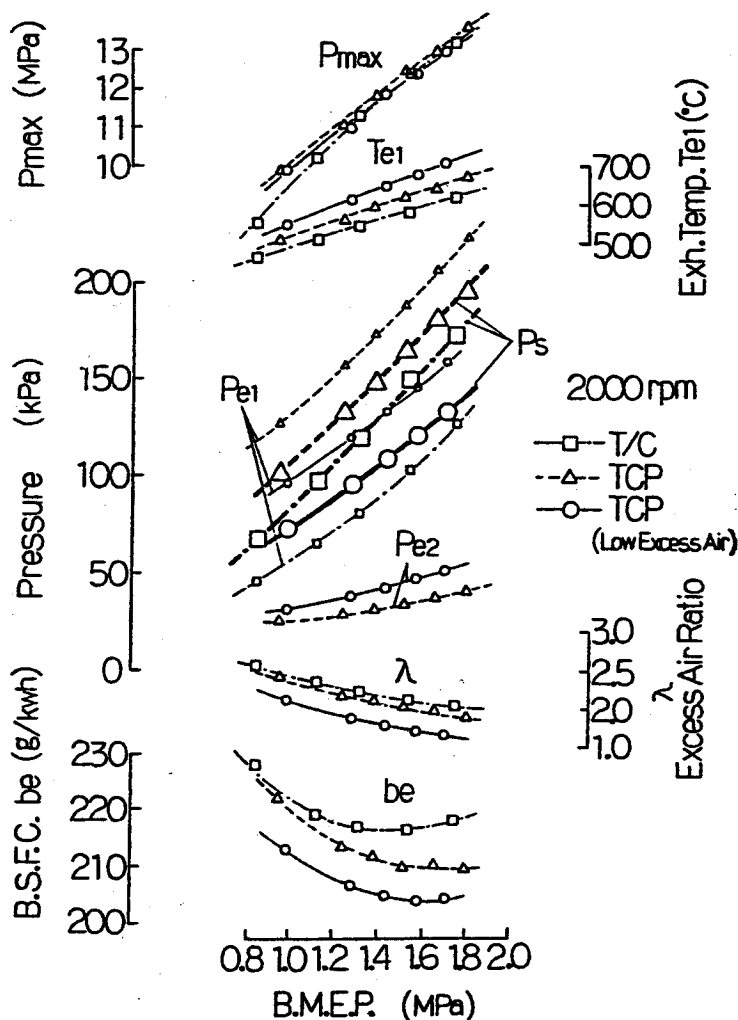 Pmax (MPa)
13
12
11
10
Pmax
Te1
700
600
500
Exh.Temp.Te1(°C)
Pressure (kPa)
200
150
100
50
0
Pe1
Ps
Pe2
2000 rpm
T/C
TCP
TCP
(Low Excess Air)
λ
3.0
2.5
2.0
1.0
λ
Excess Air Ratio
B.S.F.C. be (g/kwh)
230
220
210
200
be
0.8 1.0 1.2 1.4 1.6 1.8 2.0
B.M.E.P. (MPa)